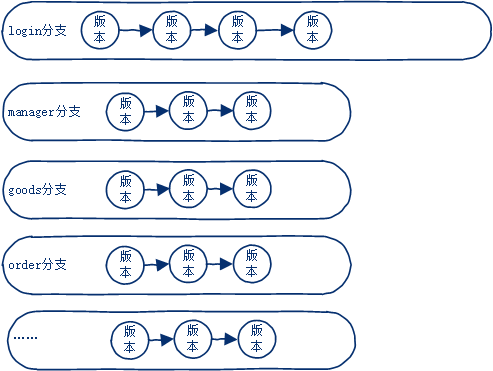 login分支 版本 版本 版本 版本
manager分支 版本 版本 版本
goods分支 版本 版本 版本
order分支 版本 版本 版本
…… 版本 版本 版本